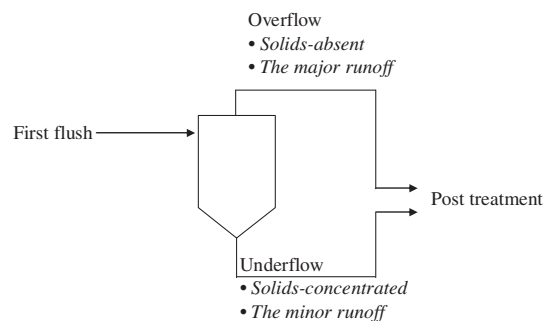 Overflow
• Solids-absent
• The major runoff
First flush
Post treatment
Underflow
• Solids-concentrated
• The minor runoff